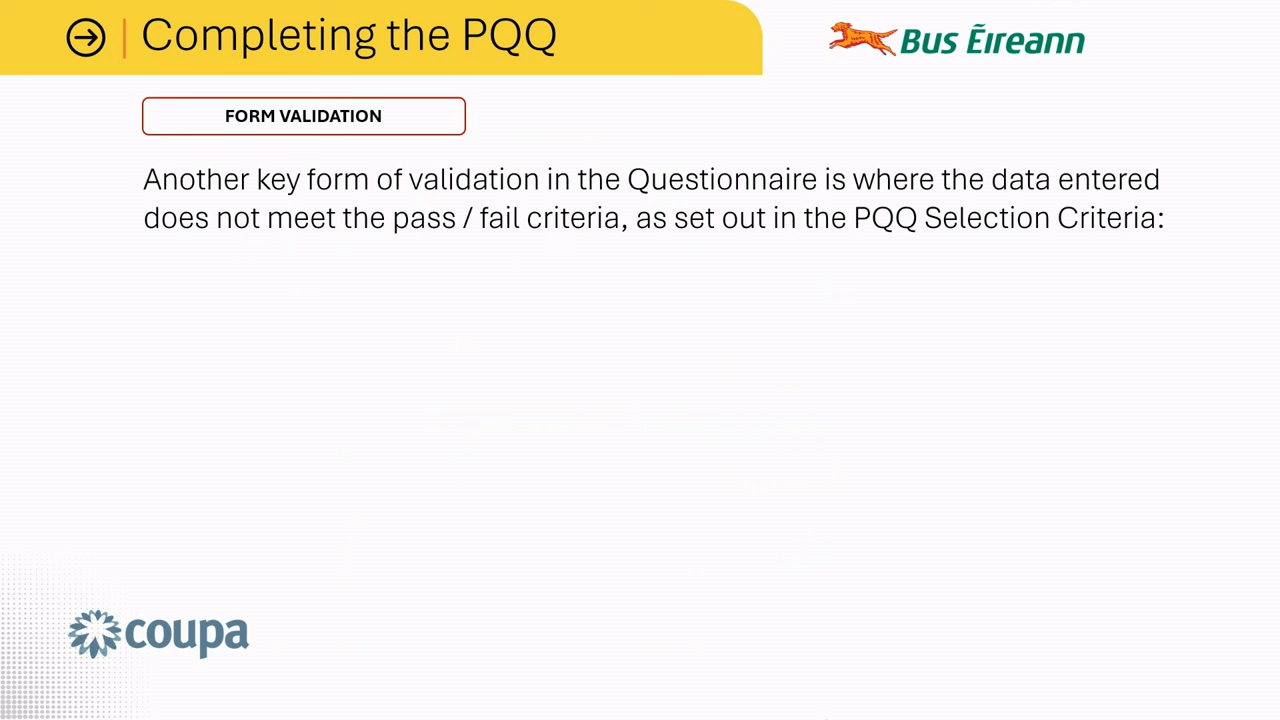 Completing the PQQ
Bus Éireann
FORM VALIDATION
Another key form of validation in the Questionnaire is where the data entered
does not meet the pass / fail criteria, as set out in the PQQ Selection Criteria:
coupa